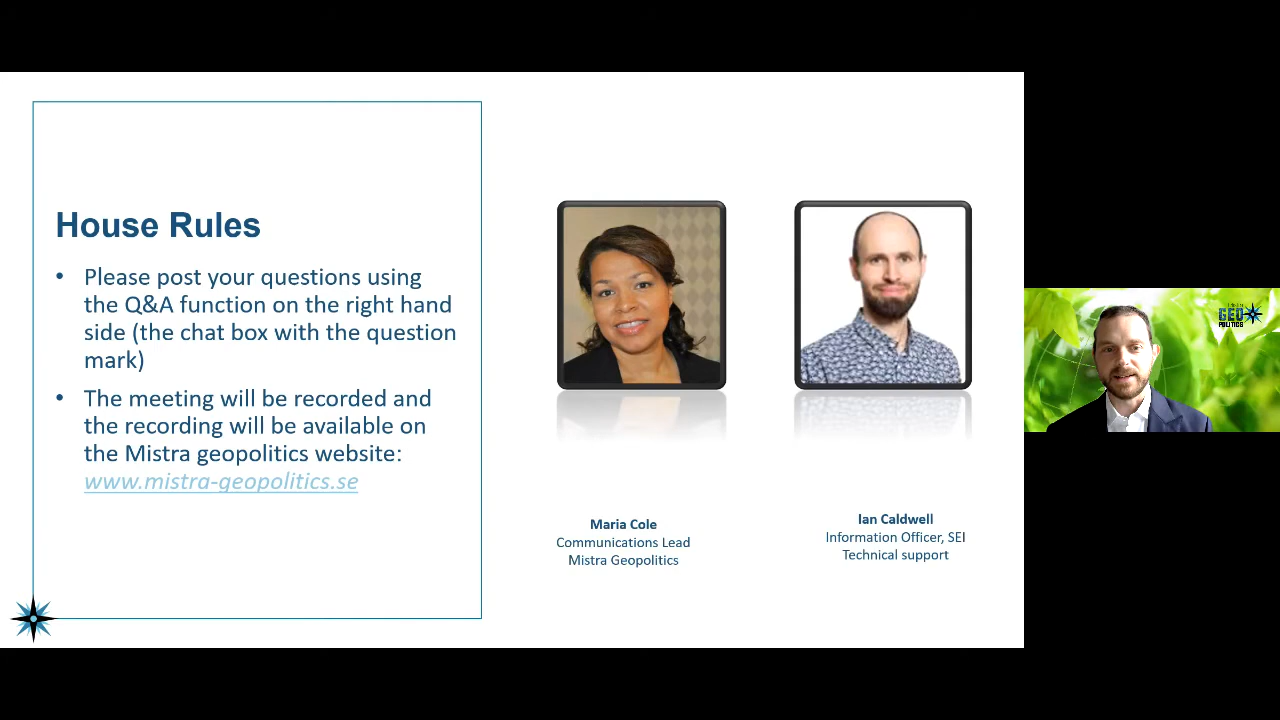 House Rules
• Please post your questions using
the Q&A function on the right hand
side (the chat box with the question
mark)
• The meeting will be recorded and
the recording will be available on
the Mistra geopolitics website:
www.mistra-geopolitics.se
Maria Cole
Communications Lead
Mistra Geopolitics
Ian Caldwell
Information Officer, SEI
Technical support
GEO
POLITICS